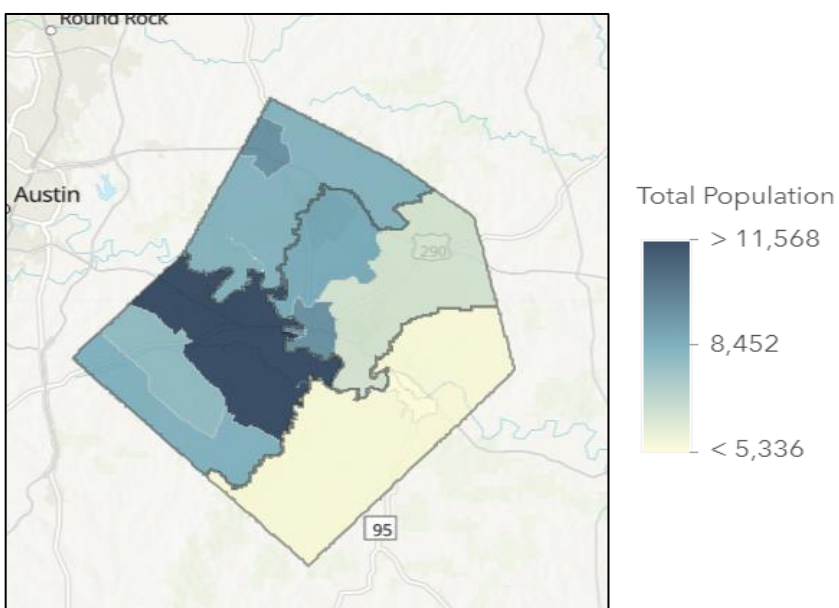 Round Rock
Austin
290
95
Total Population
> 11,568
8,452
< 5,336